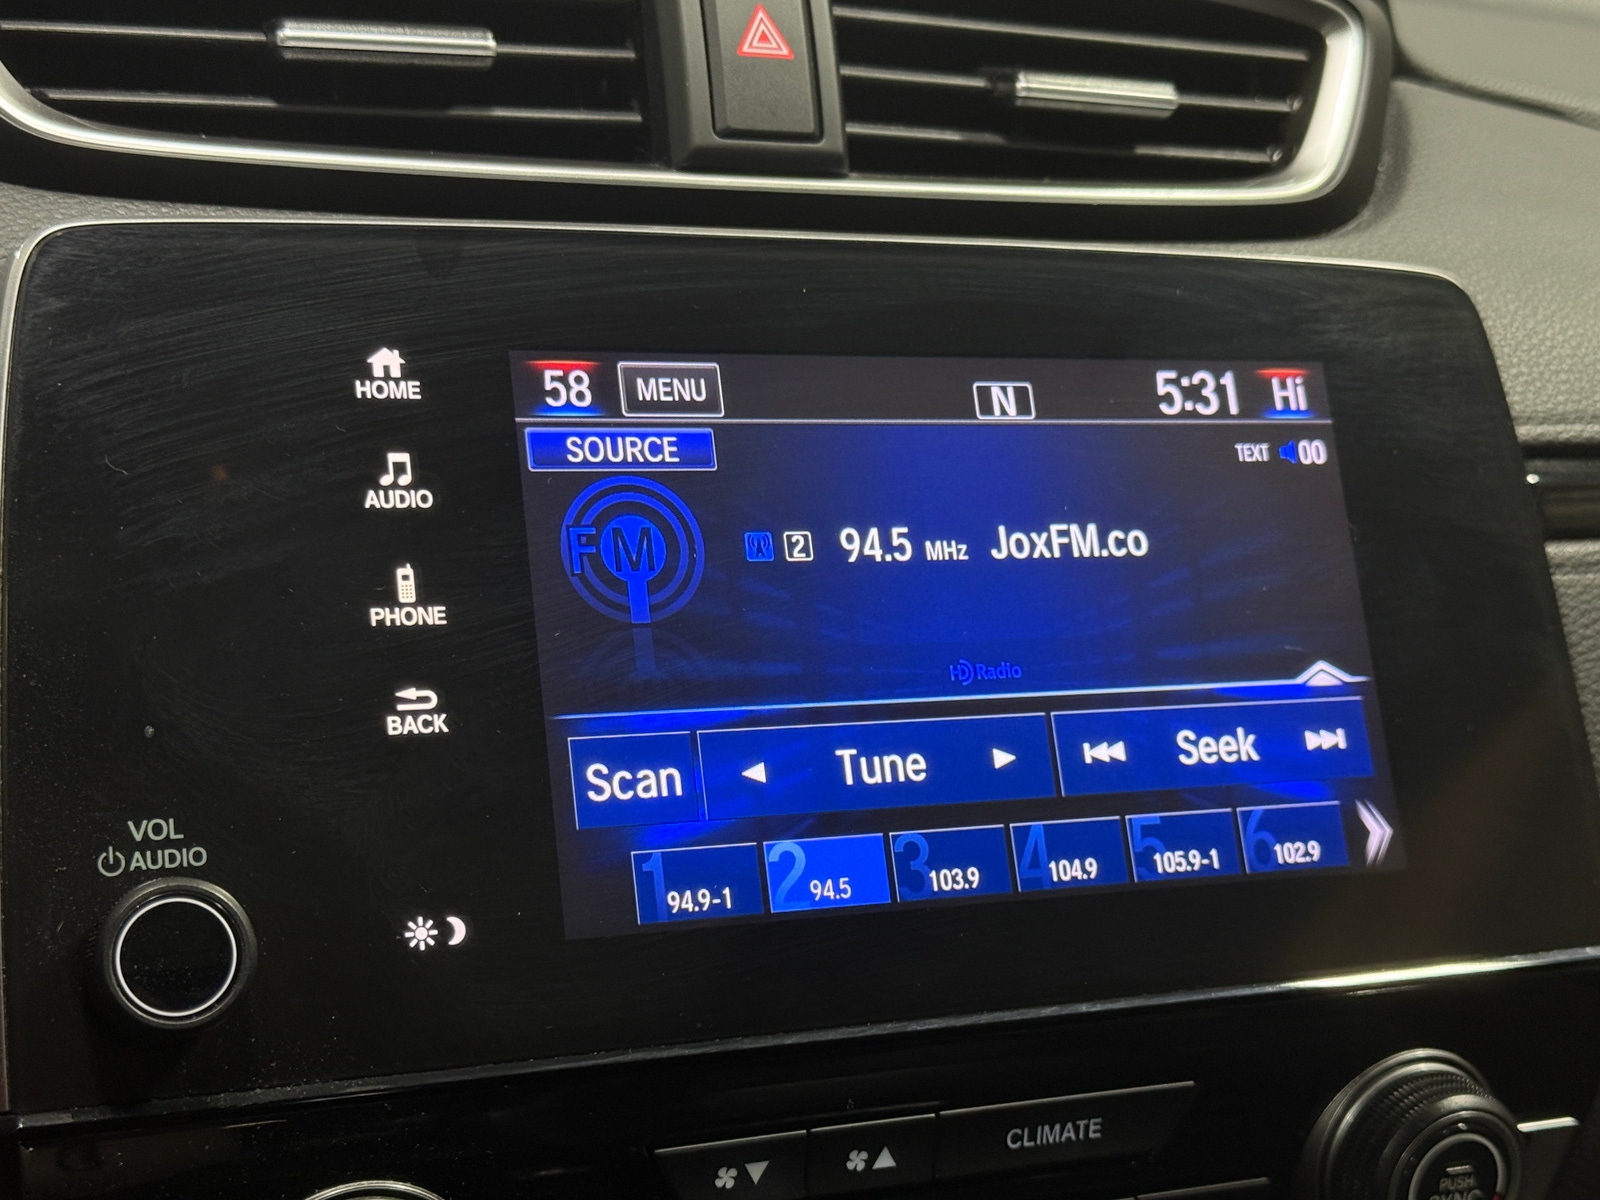 HOME
AUDIO
PHONE
BACK
VOL
AUDIO
58 MENU N 5:31 Hi
SOURCE TEXT 00
FM 2 94.5 MHz JoxFM.co
HD Radio
Scan Tune Seek
1 94.9-1 2 94.5 3 103.9 4 104.9 5 105.9-1 6 102.9
CLIMATE
PUSH
SYNC